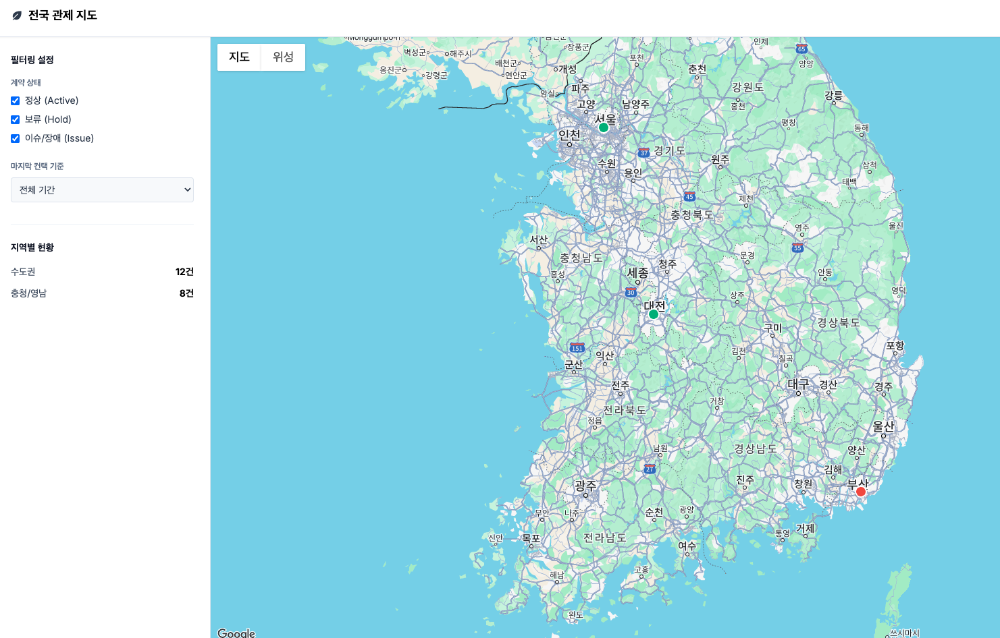 전국 관제 지도
필터링 설정
계약 상태
정상 (Active)
보류 (Hold)
이슈/장애 (Issue)
마지막 컨택 기준
전체 기간
지역별 현황
수도권 12건
충청/영남 8건
지도 위성
Monggumpo-ri
벽성군
해주시
장풍군
인제
65
옹진군
강령군
배천군
연안군
개성
포천
춘천
양양
암실
파주
강원도
고양
남양주
홍천
강릉
서울
평창
동해
인천
37
경기도
수원
원주
삼척
용인
태백
45
제천
충청북도
영주
울진
서산
55
충청남도
청주
문경
홍성
세종
안동
30
상주
영덕
대전
경상북도
구미
151
익산
김천
칠곡
포항
군산
전주
대구
경산
경주
거창
전라북도
정읍
울산
남원
경상남도
양산
27
김해
광주
진주
창원
부산
무안
나주
순천
광양
거제
신안
목포
전라남도
통영
여수
고흥
해남
완도
Google
쓰시마시